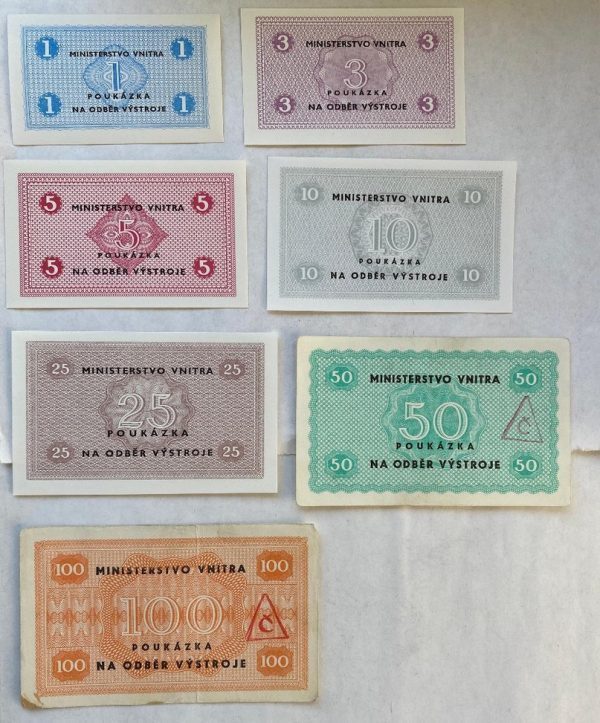 1 1
MINISTERSTVO VNITRA
1
POUKÁZKA
NA ODBĚR VÝSTROJE
1 1
3 3
MINISTERSTVO VNITRA
3
POUKÁZKA
NA ODBĚR VÝSTROJE
3 3
5 5
MINISTERSTVO VNITRA
5
POUKÁZKA
NA ODBĚR VÝSTROJE
5 5
10 10
MINISTERSTVO VNITRA
10
POUKÁZKA
NA ODBĚR VÝSTROJE
10 10
25 25
MINISTERSTVO VNITRA
25
POUKÁZKA
NA ODBĚR VÝSTROJE
25 25
50 50
MINISTERSTVO VNITRA
50
Č
POUKÁZKA
NA ODBĚR VÝSTROJE
50 50
100 100
MINISTERSTVO VNITRA
100
Č
POUKÁZKA
NA ODBĚR VÝSTROJE
100 100